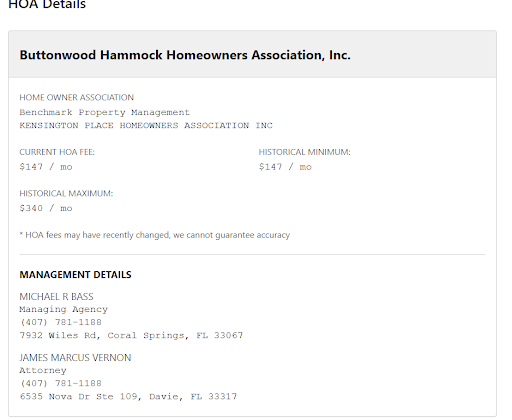 HOA Details
Buttonwood Hammock Homeowners Association, Inc.
HOME OWNER ASSOCIATION
Benchmark Property Management
KENSINGTON PLACE HOMEOWNERS ASSOCIATION INC
CURRENT HOA FEE: HISTORICAL MINIMUM:
$147 / mo $147 / mo
HISTORICAL MAXIMUM:
$340 / mo
* HOA fees may have recently changed, we cannot guarantee accuracy
MANAGEMENT DETAILS
MICHAEL R BASS
Managing Agency
(407) 781-1188
7932 Wiles Rd, Coral Springs, FL 33067
JAMES MARCUS VERNON
Attorney
(407) 781-1188
6535 Nova Dr Ste 109, Davie, FL 33317